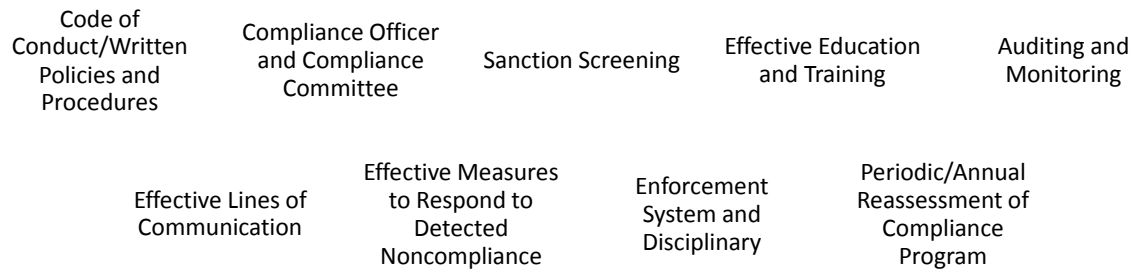 Code of
Conduct/Written
Policies and
Procedures
Compliance Officer
and Compliance
Committee
Sanction Screening
Effective Education
and Training
Auditing and
Monitoring
Effective Lines of
Communication
Effective Measures
to Respond to
Detected
Noncompliance
Enforcement
System and
Disciplinary
Periodic/Annual
Reassessment of
Compliance
Program